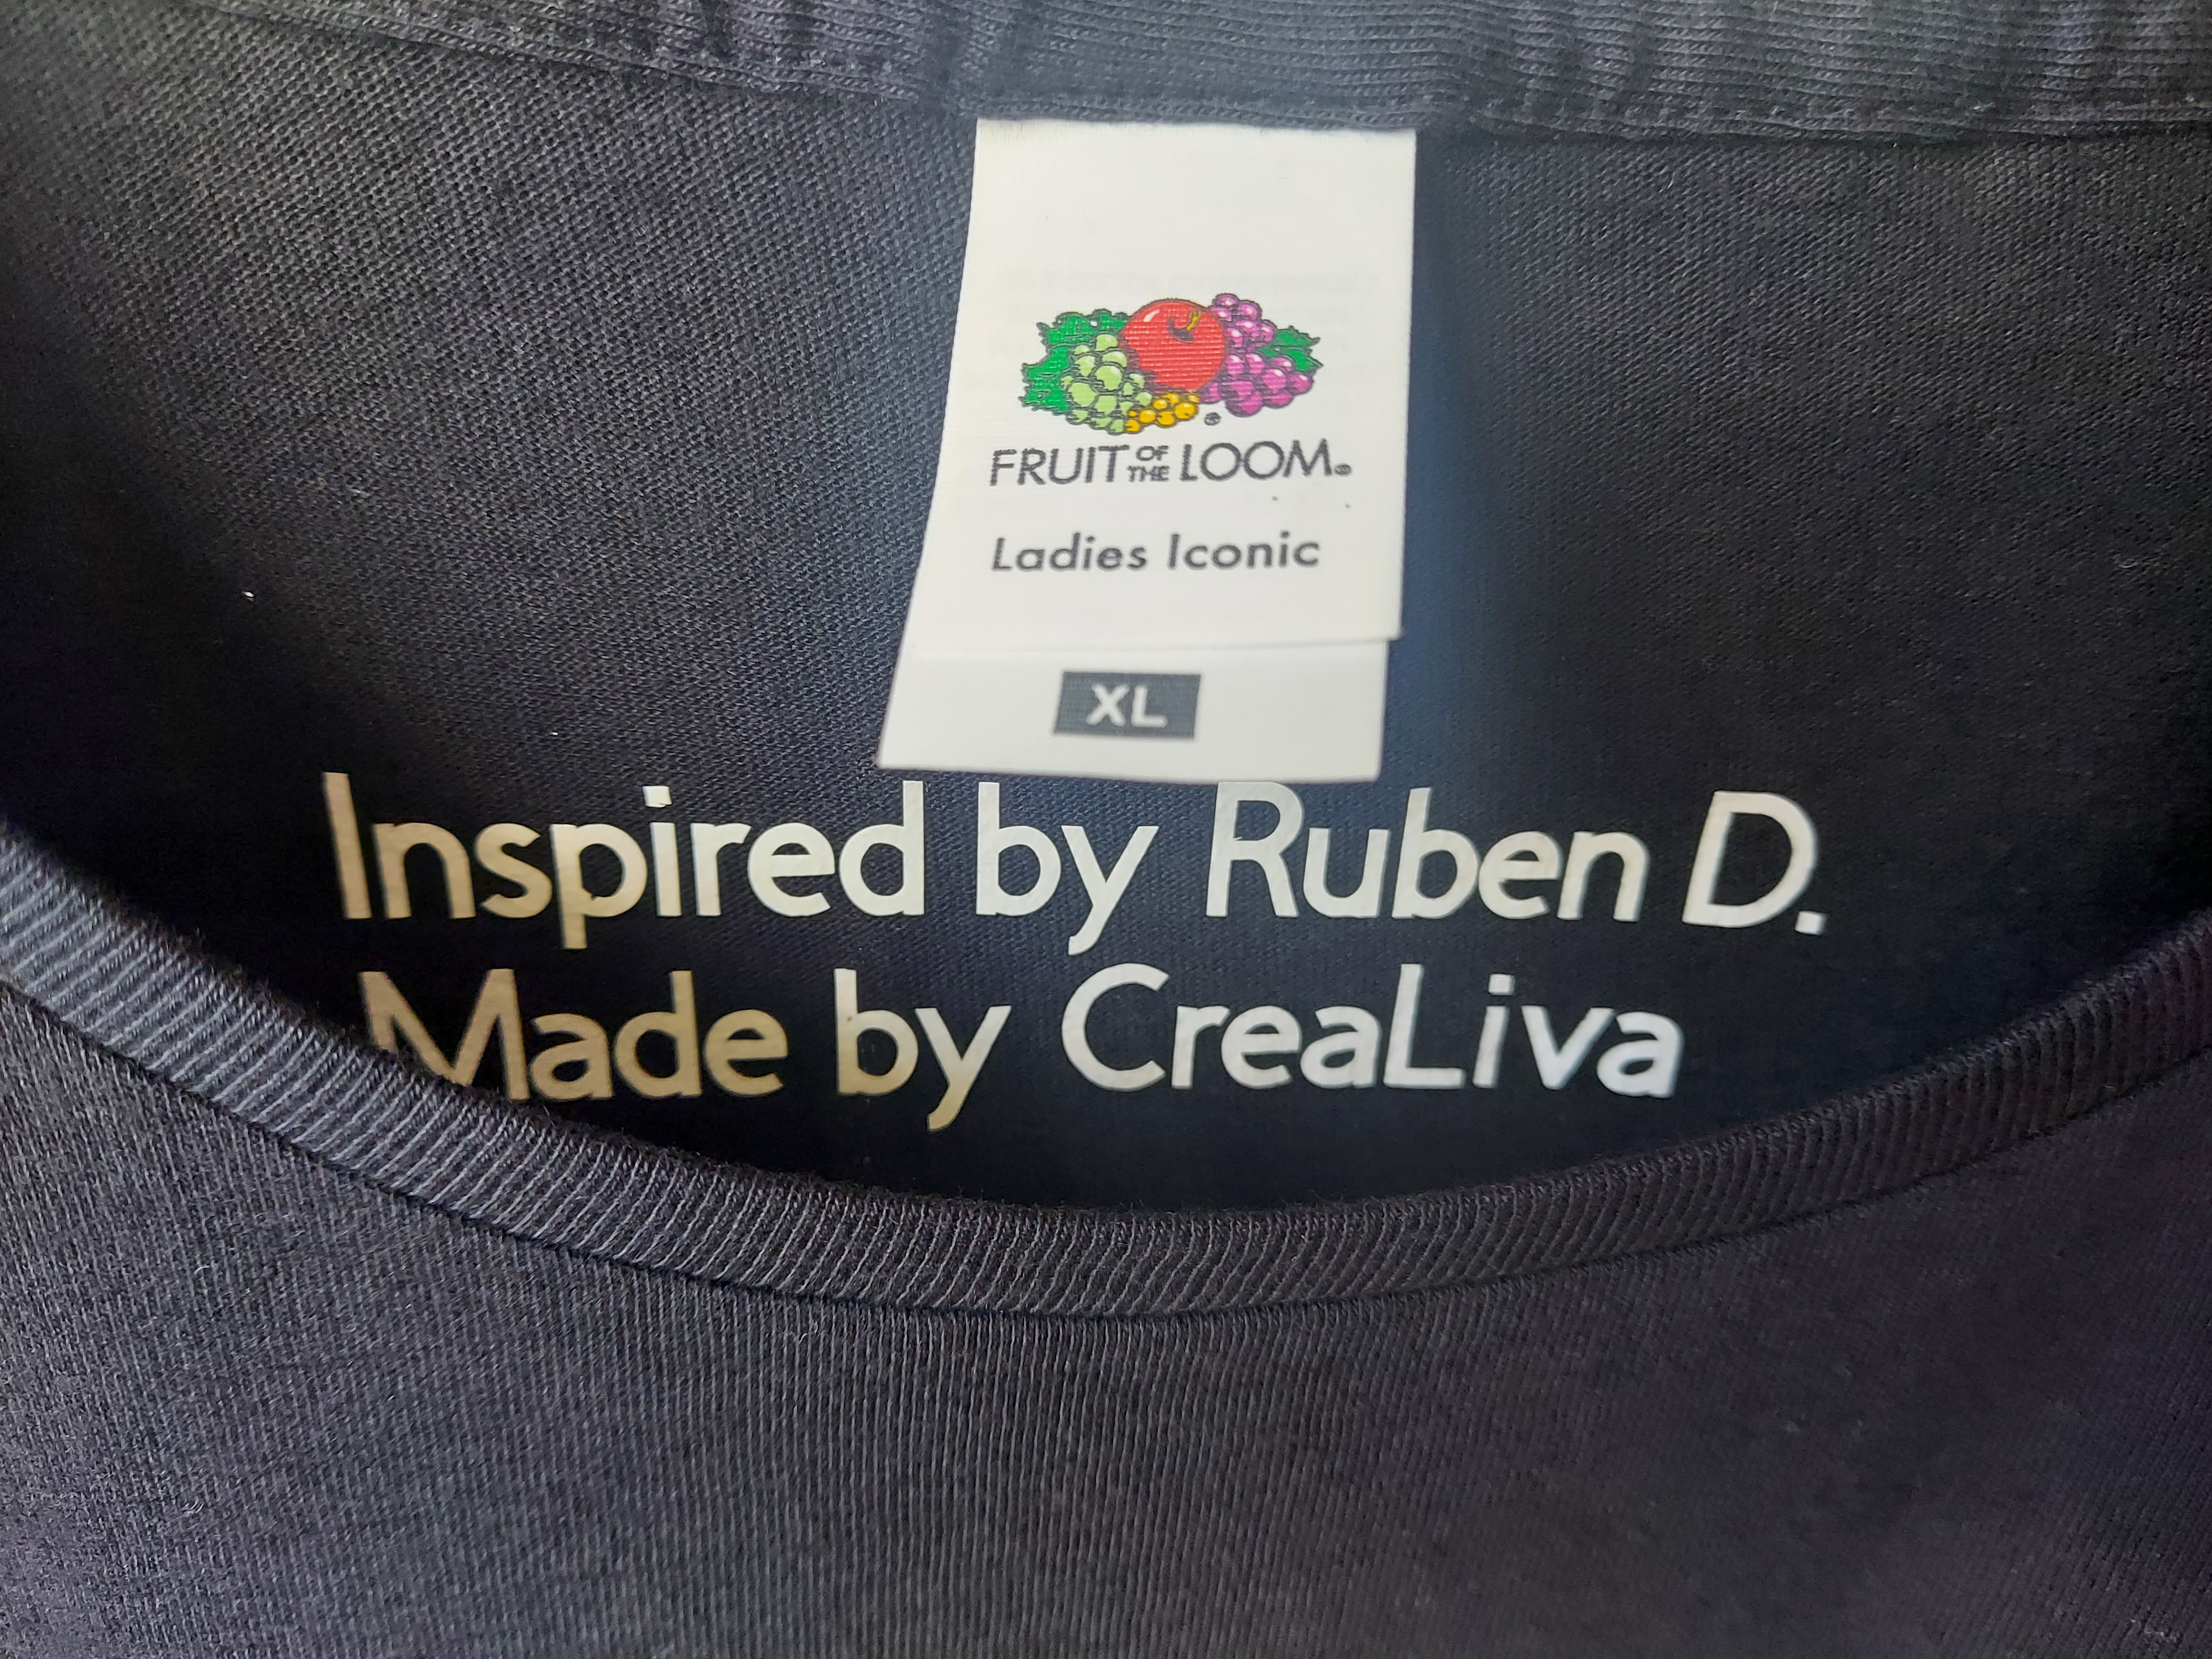 FRUIT OF THE LOOM®
Ladies Iconic
XL
Inspired by Ruben D.
Made by CreaLiva